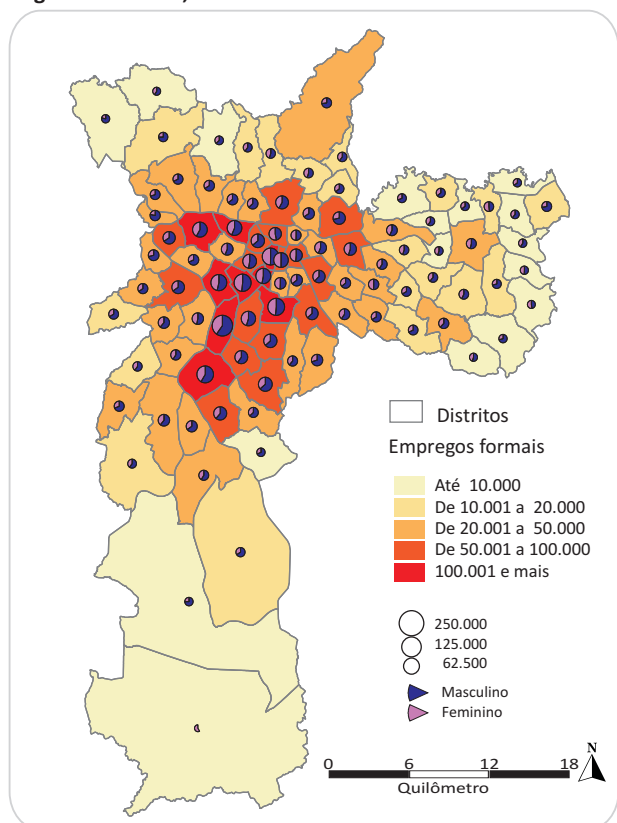 Distritos
Empregos formais
Até 10.000
De 10.001 a 20.000
De 20.001 a 50.000
De 50.001 a 100.000
100.001 e mais
250.000
125.000
62.500
Masculino
Feminino
N
0 6 12 18
Quilômetro